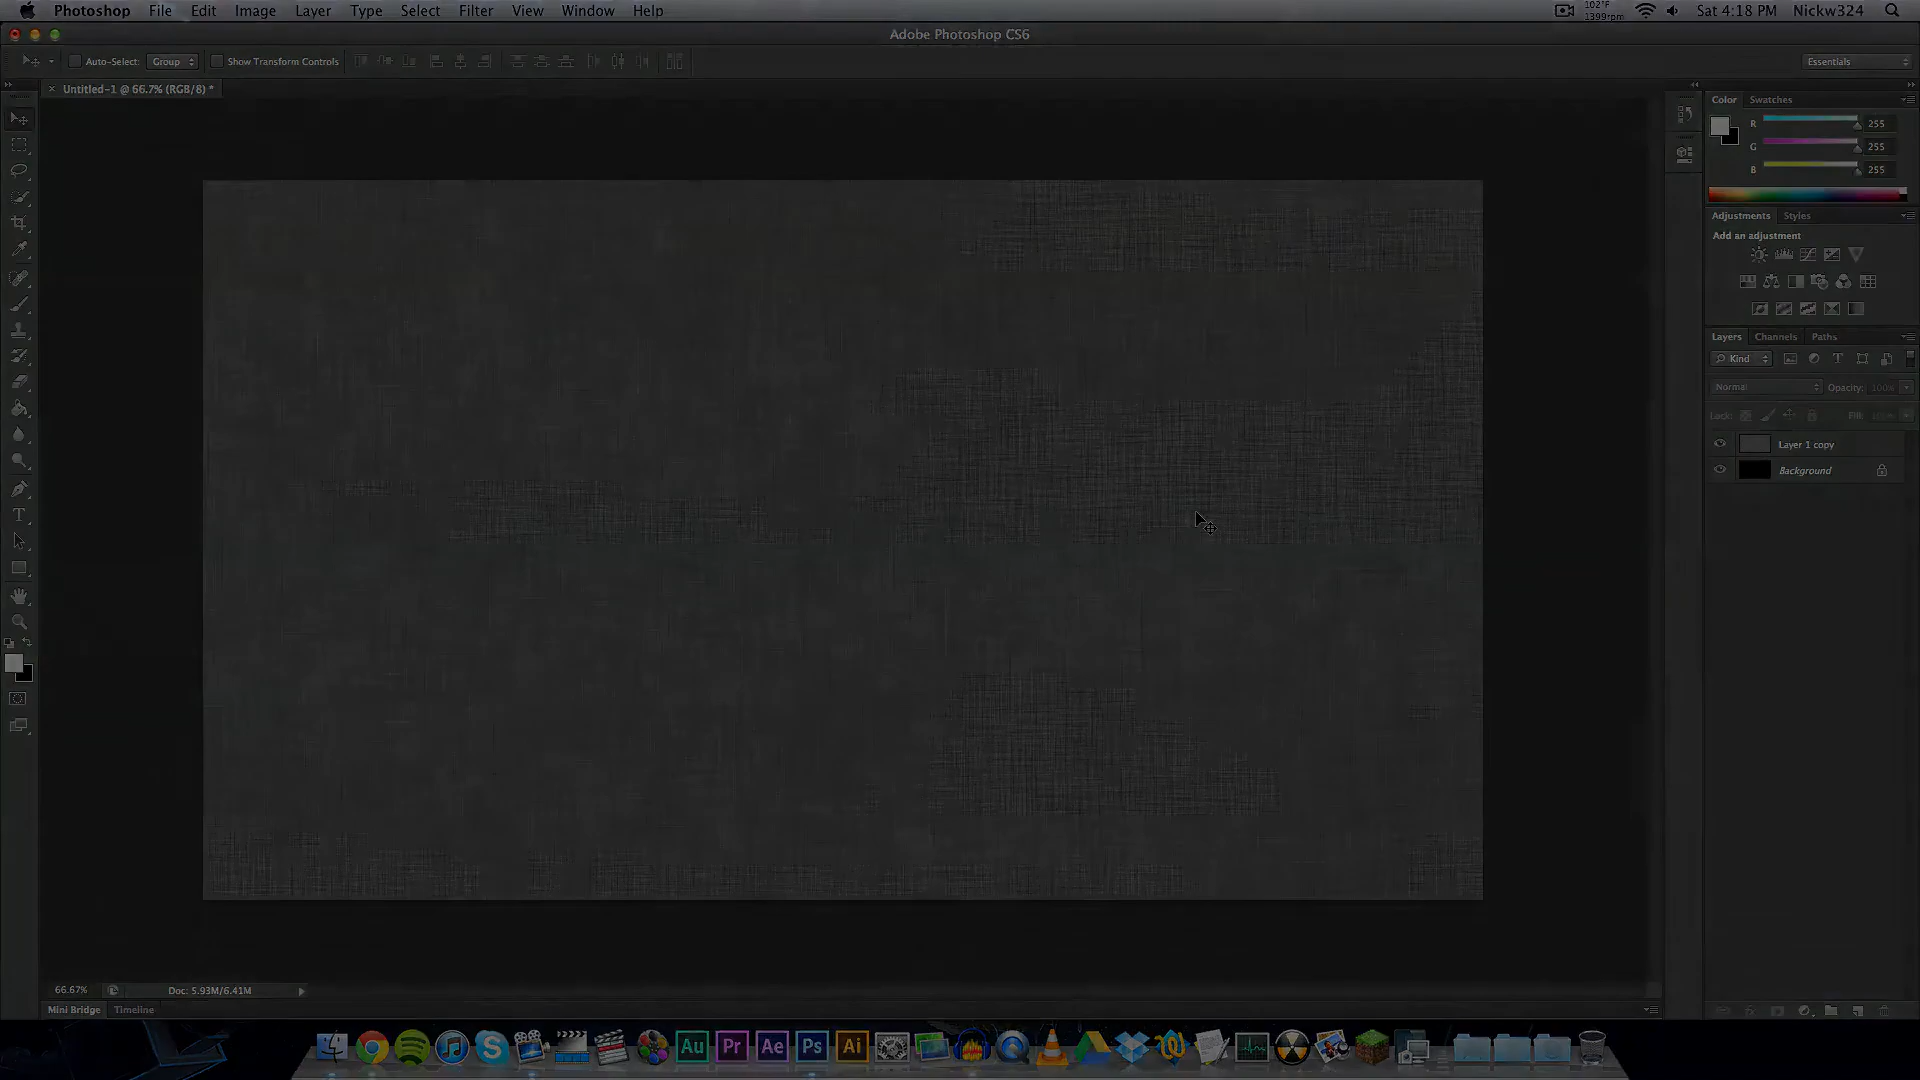 Photoshop File Edit Image Layer Type Select Filter View Window Help 102°F 1399rpm Sat 4:18 PM Nickw324
Adobe Photoshop CS6
Auto-Select: Group Show Transform Controls Essentials
Untitled-1 @ 66.7% (RGB/8) *
Color Swatches
R 255
G 255
B 255
Adjustments Styles
Add an adjustment
Layers Channels Paths
Kind
Normal Opacity: 100%
Lock: Fill:
Layer 1 copy
Background
66.67% Doc: 5.93M/6.41M
Mini Bridge Timeline
Au Pr Ae Ps Ai